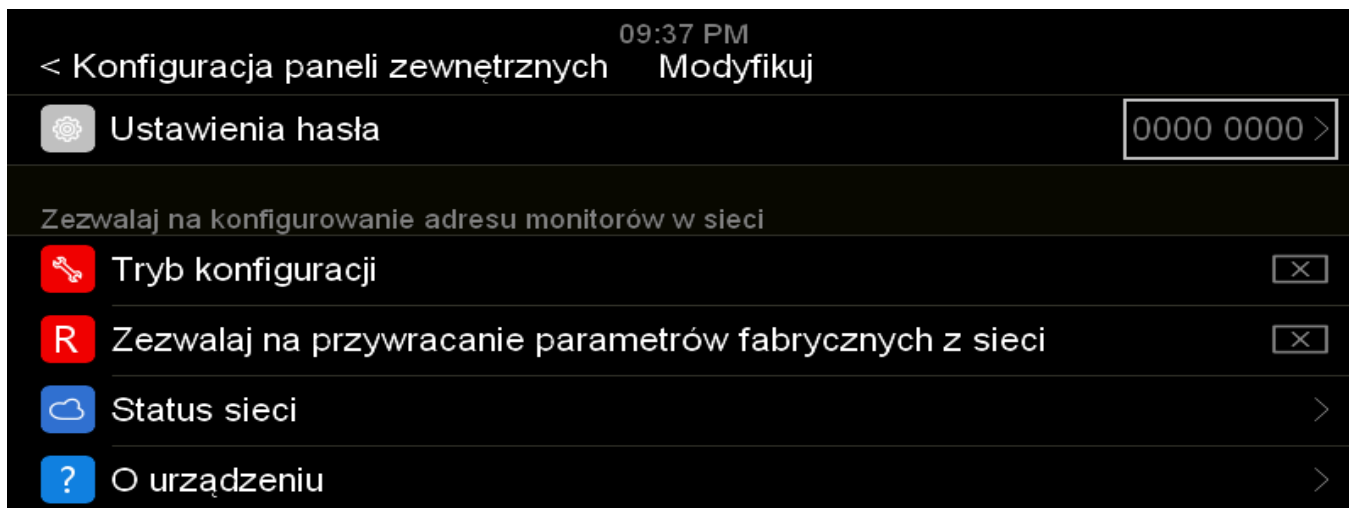 09:37 PM
< Konfiguracja paneli zewnętrznych Modyfikuj
Ustawienia hasła 0000 0000 >
Zezwalaj na konfigurowanie adresu monitorów w sieci
Tryb konfiguracji
R Zezwalaj na przywracanie parametrów fabrycznych z sieci
Status sieci >
? O urządzeniu >